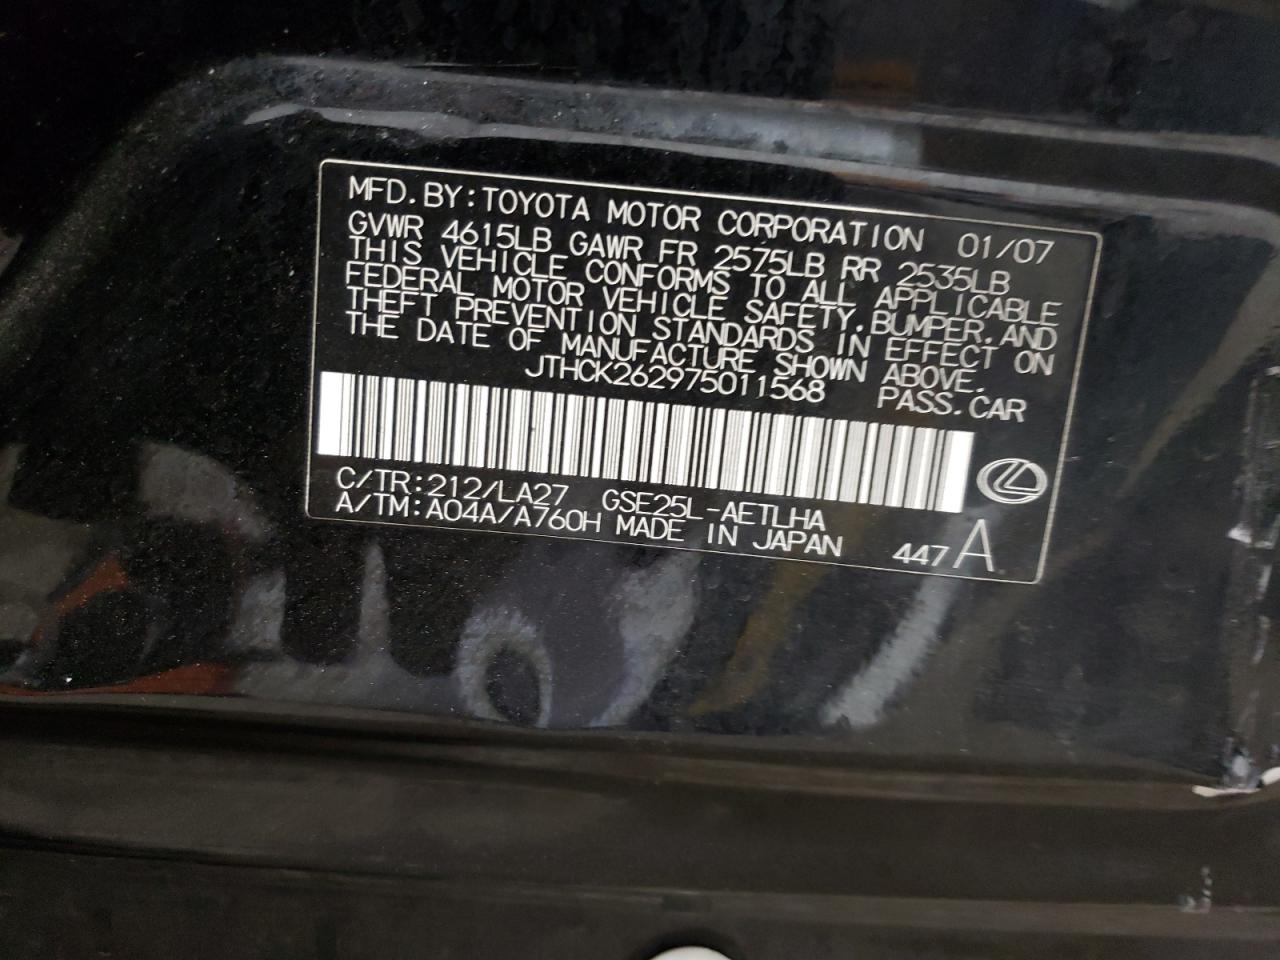 MFD.BY:TOYOTA MOTOR CORPORATION 01/07
GVWR 4615LB GAWR FR 2575LB RR 2535LB
THIS VEHICLE CONFORMS TO ALL APPLICABLE
FEDERAL MOTOR VEHICLE SAFETY,BUMPER,AND
THEFT PREVENTION STANDARDS IN EFFECT ON
THE DATE OF MANUFACTURE SHOWN ABOVE.
JTHCK262975011568 PASS.CAR
C/TR:212/LA27 GSE25L-AETLHA
A/TM:A04A/A760H MADE IN JAPAN 447 A